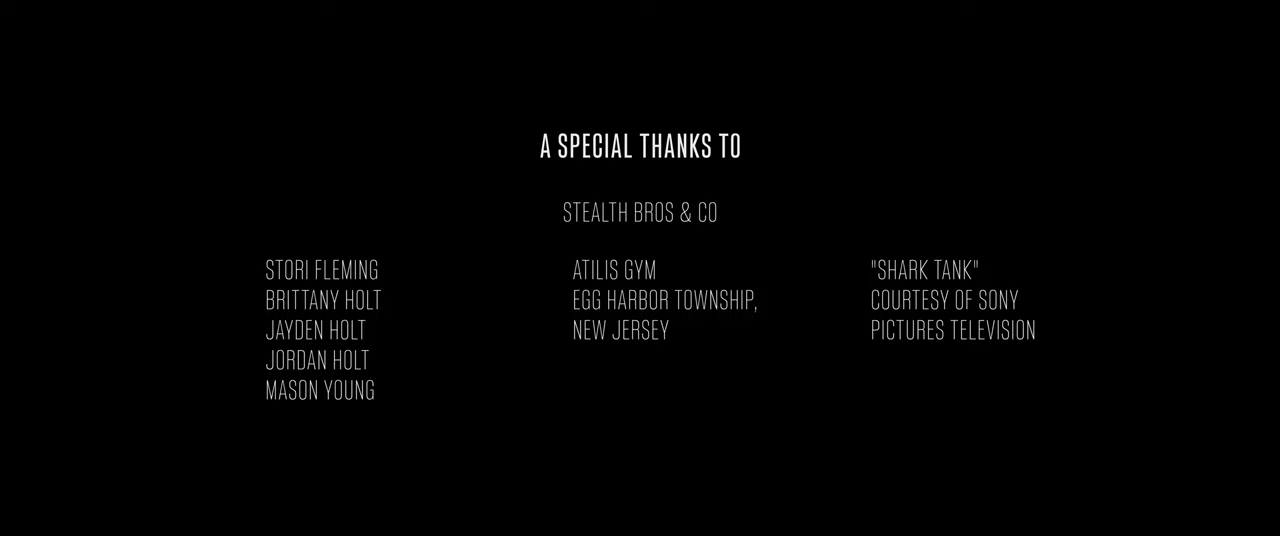 A SPECIAL THANKS TO
STEALTH BROS & CO
STORI FLEMING
BRITTANY HOLT
JAYDEN HOLT
JORDAN HOLT
MASON YOUNG
ATILIS GYM
EGG HARBOR TOWNSHIP,
NEW JERSEY
"SHARK TANK"
COURTESY OF SONY
PICTURES TELEVISION